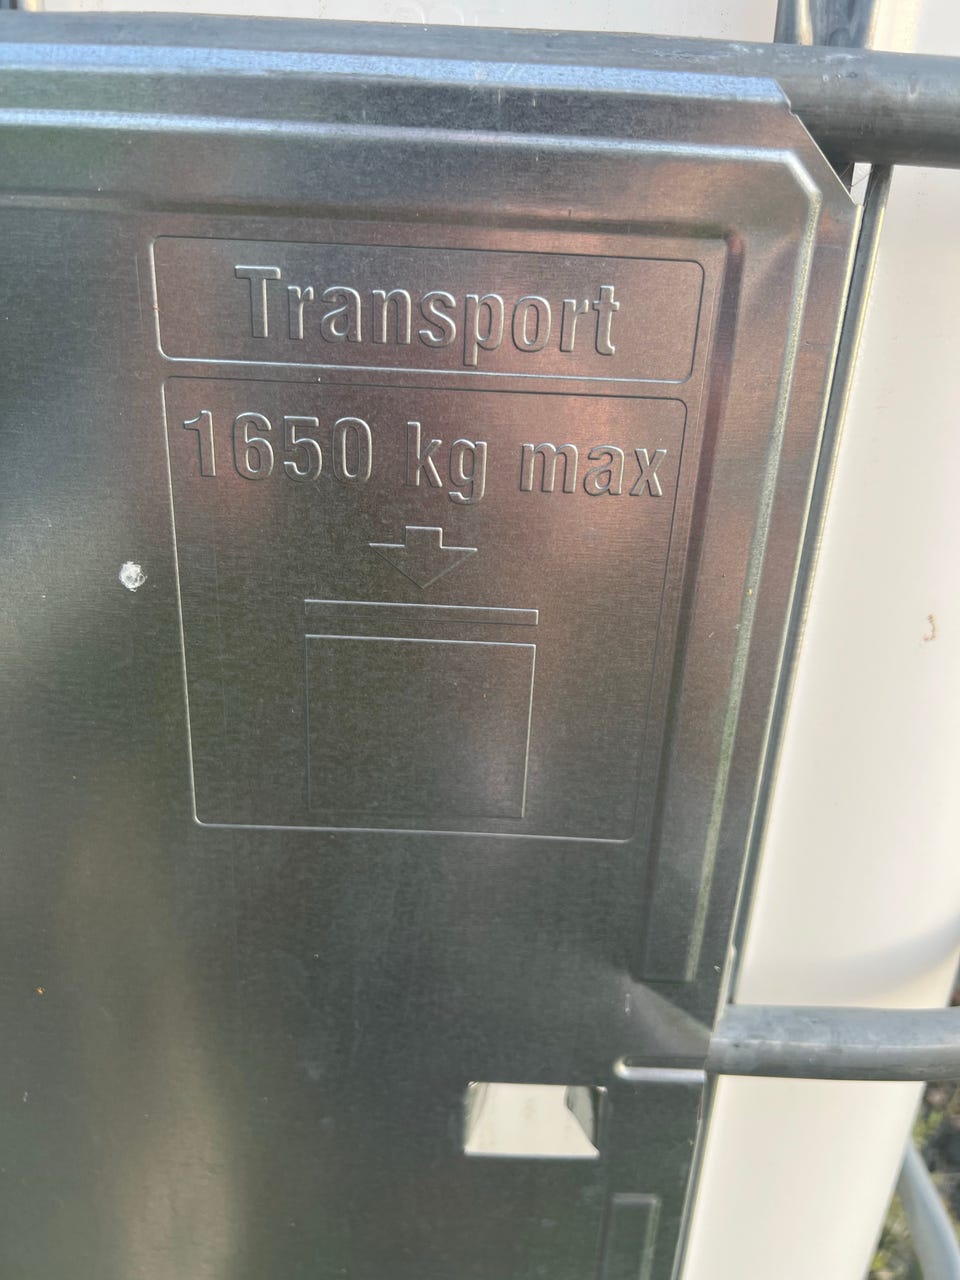 Transport
1650 kg max